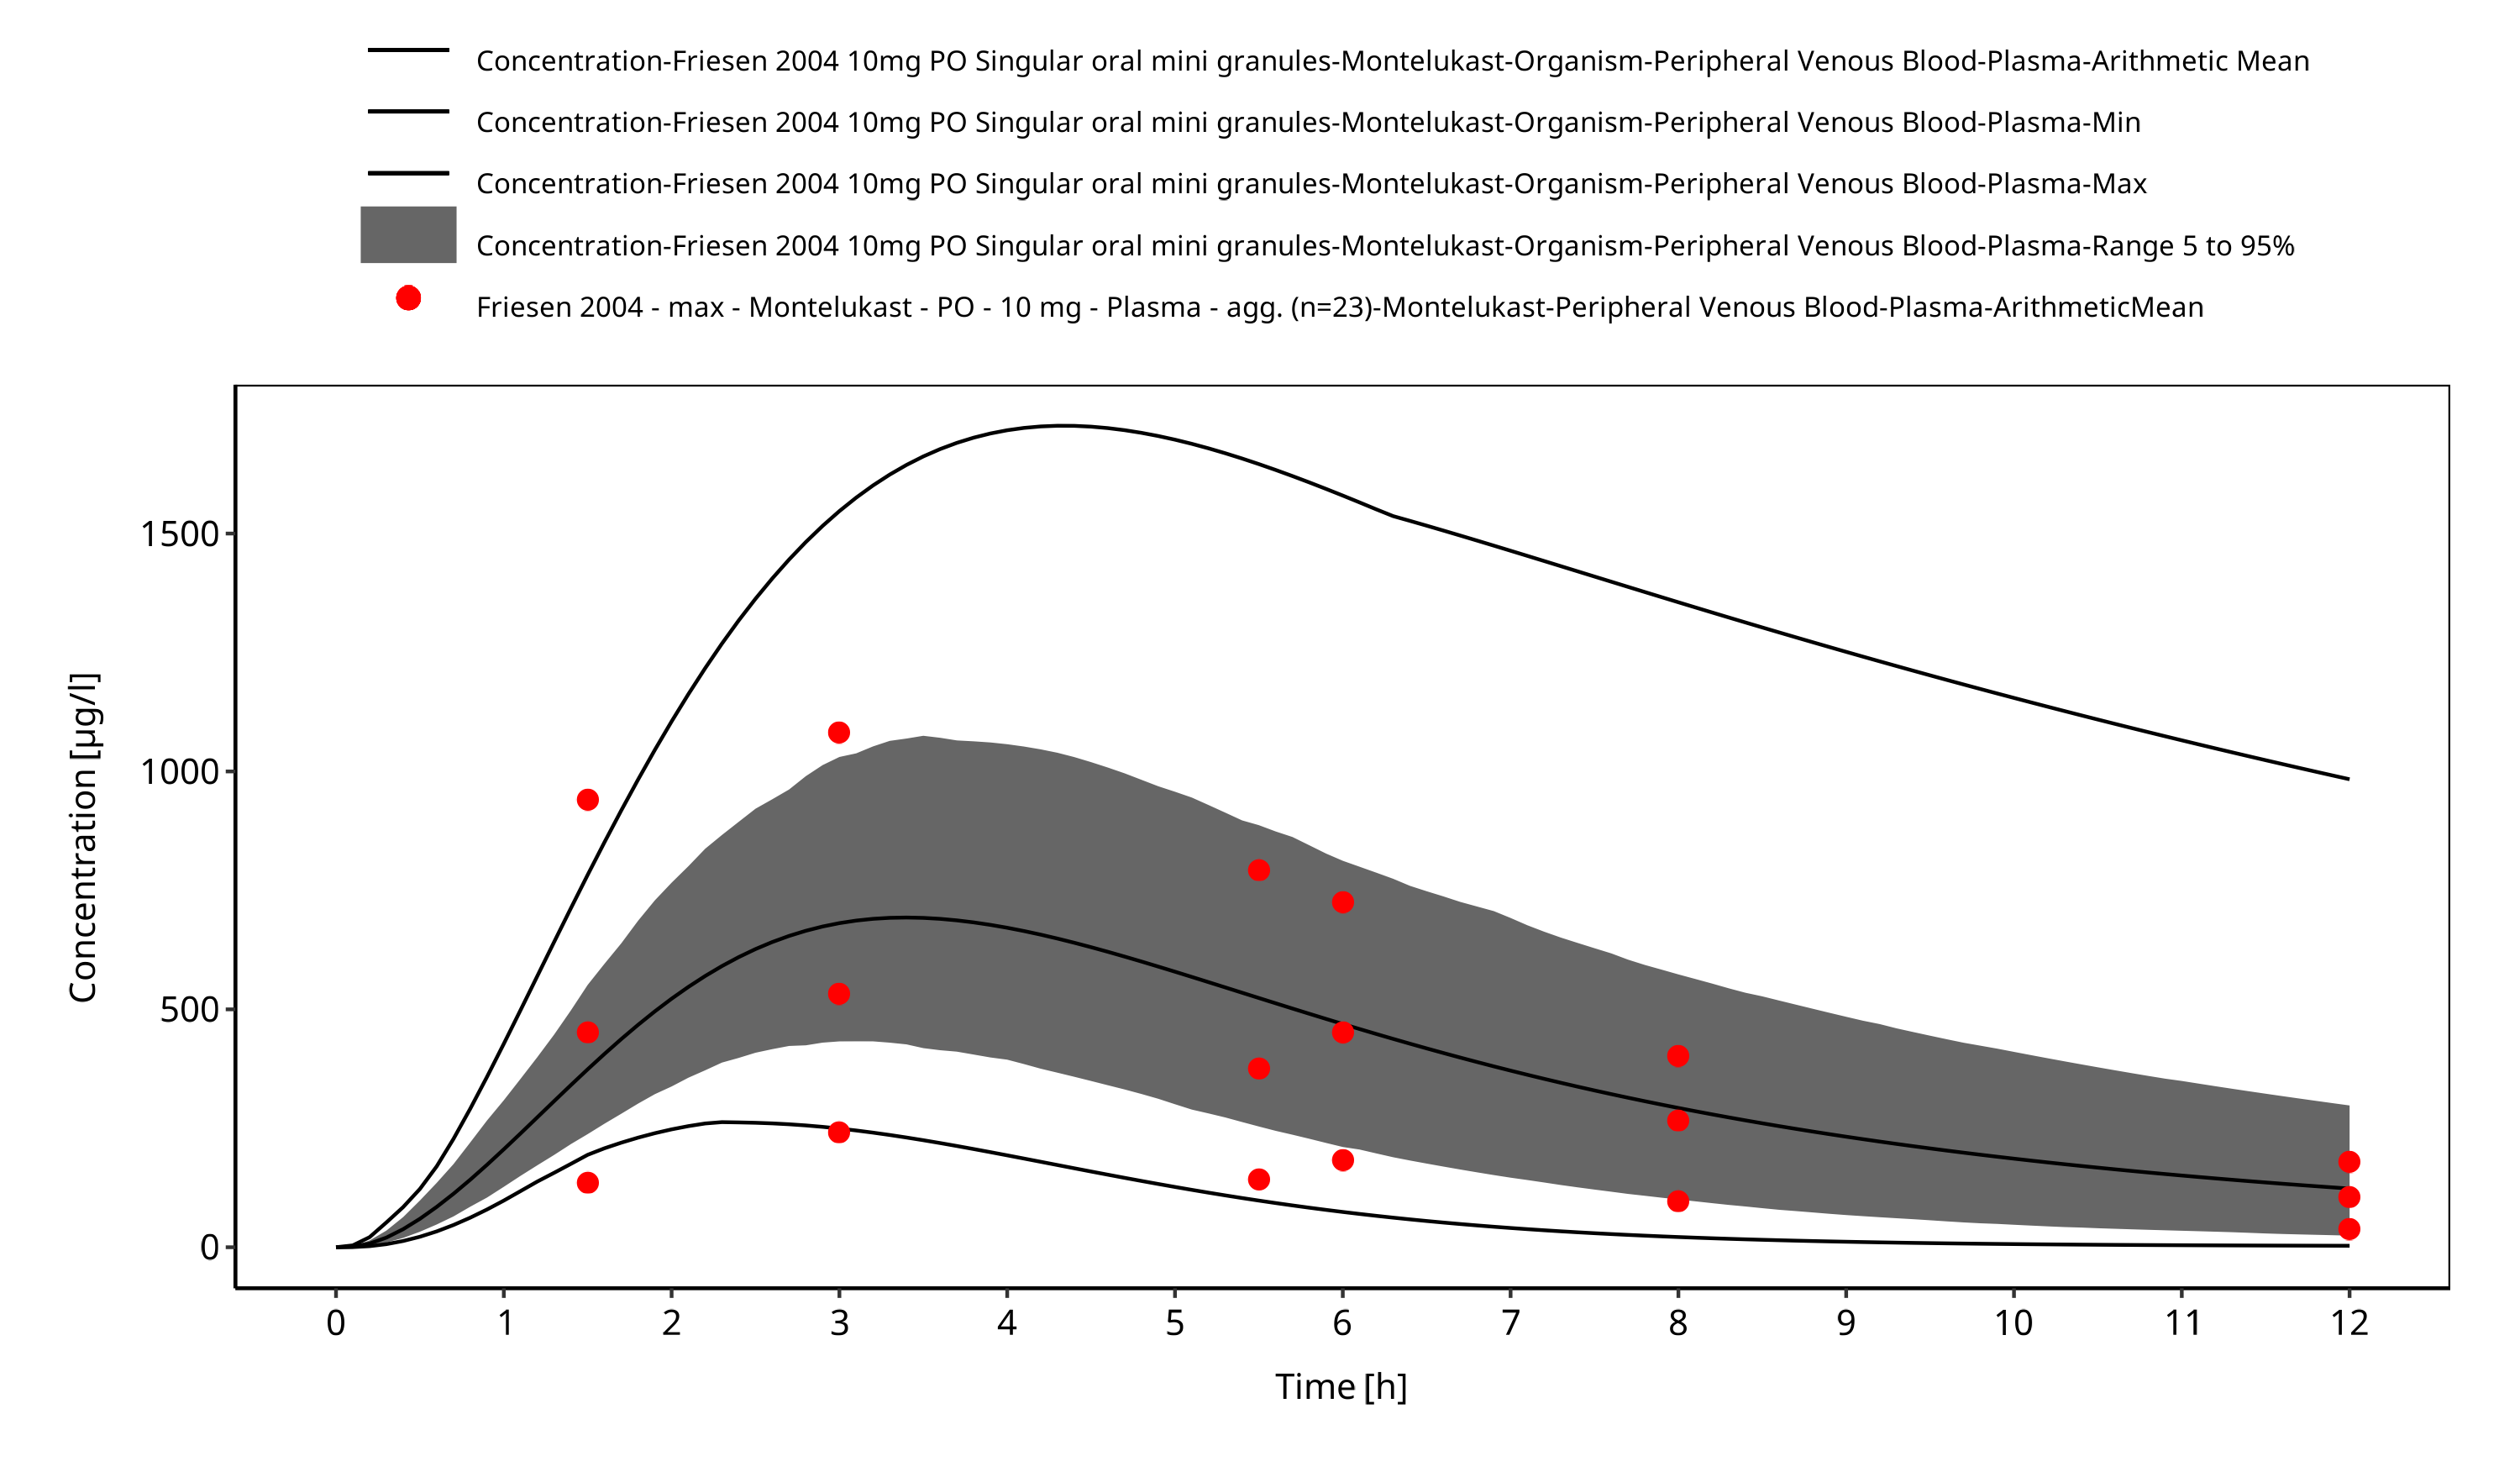 Concentration-Friesen 2004 10mg PO Singular oral mini granules-Montelukast-Organism-Peripheral Venous Blood-Plasma-Arithmetic Mean
Concentration-Friesen 2004 10mg PO Singular oral mini granules-Montelukast-Organism-Peripheral Venous Blood-Plasma-Min
Concentration-Friesen 2004 10mg PO Singular oral mini granules-Montelukast-Organism-Peripheral Venous Blood-Plasma-Max
Concentration-Friesen 2004 10mg PO Singular oral mini granules-Montelukast-Organism-Peripheral Venous Blood-Plasma-Range 5 to 95%
Friesen 2004 - max - Montelukast - PO - 10 mg - Plasma - agg. (n=23)-Montelukast-Peripheral Venous Blood-Plasma-ArithmeticMean
Concentration [µg/l]
1500
1000
500
0
0 1 2 3 4 5 6 7 8 9 10 11 12
Time [h]